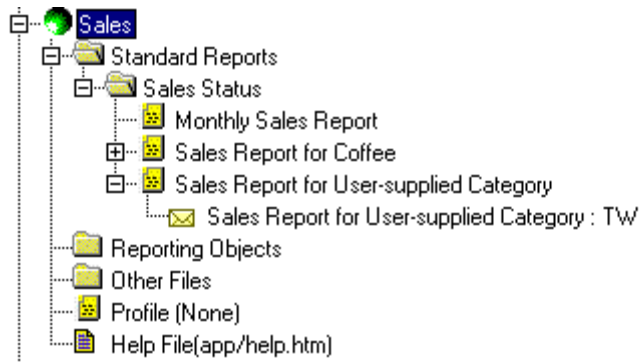 Sales
Standard Reports
Sales Status
Monthly Sales Report
Sales Report for Coffee
Sales Report for User-supplied Category
Sales Report for User-supplied Category : TW
Reporting Objects
Other Files
Profile (None)
Help File(app/help.htm)